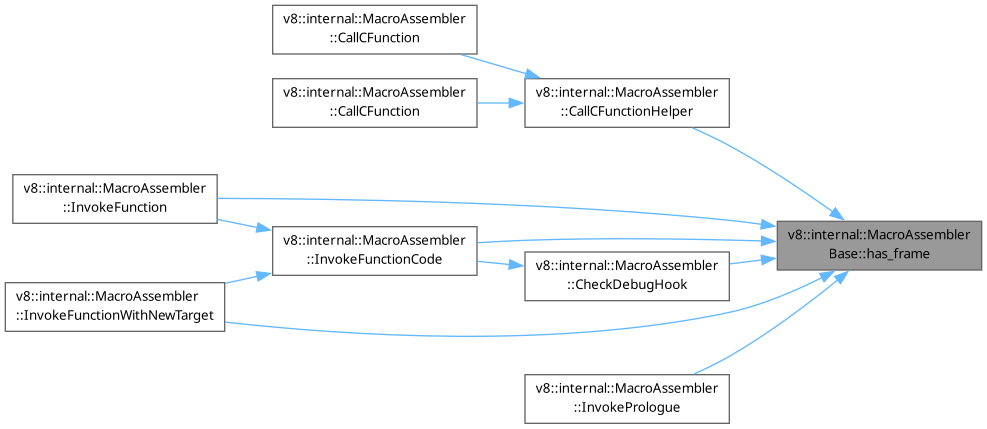 v8::internal::MacroAssembler
::CallCFunction
v8::internal::MacroAssembler
::CallCFunction
v8::internal::MacroAssembler
::CallCFunctionHelper
v8::internal::MacroAssembler
::InvokeFunction
v8::internal::MacroAssembler
::InvokeFunctionCode
v8::internal::MacroAssembler
Base::has_frame
v8::internal::MacroAssembler
::CheckDebugHook
v8::internal::MacroAssembler
::InvokeFunctionWithNewTarget
v8::internal::MacroAssembler
::InvokePrologue